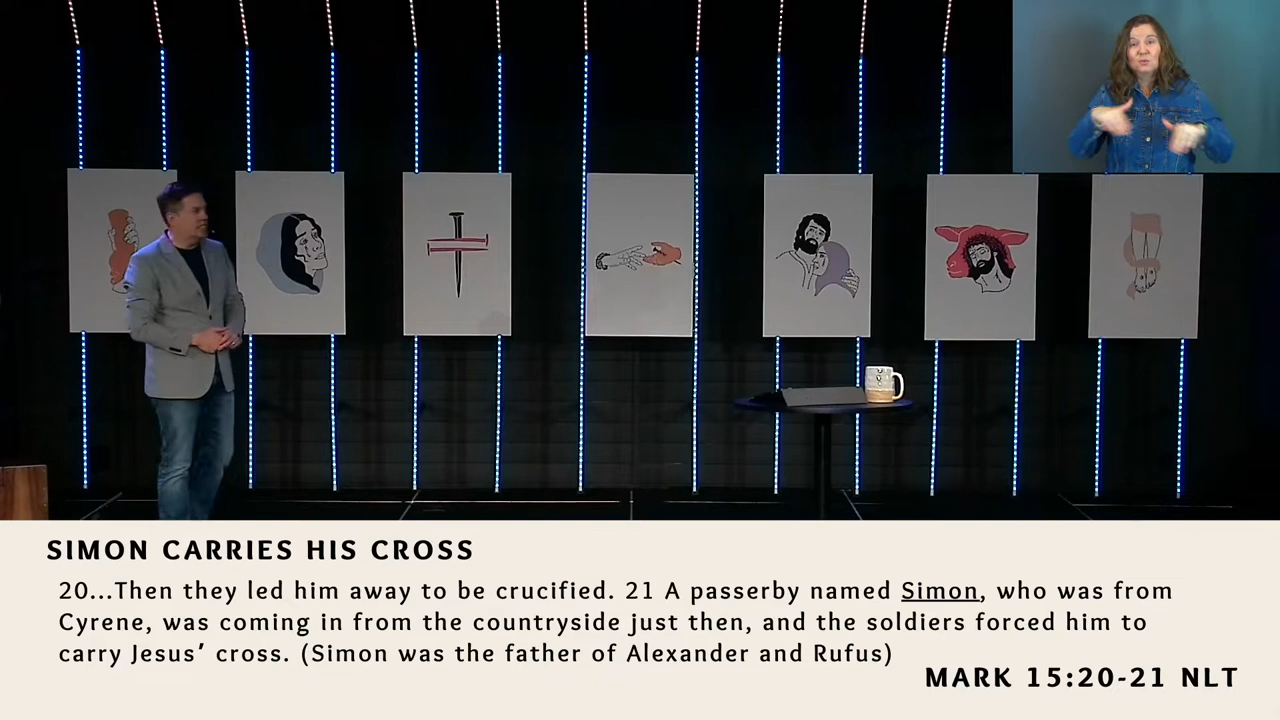 SIMON CARRIES HIS CROSS
20...Then they led him away to be crucified. 21 A passerby named Simon, who was from
Cyrene, was coming in from the countryside just then, and the soldiers forced him to
carry Jesus’ cross. (Simon was the father of Alexander and Rufus)
MARK 15:20-21 NLT